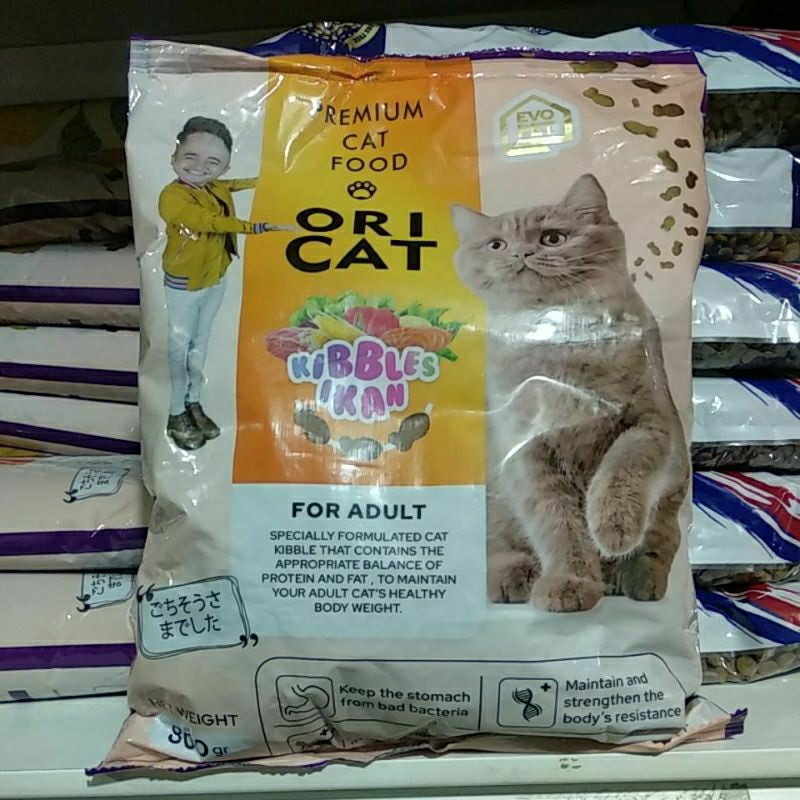 PREMIUM
CAT
FOOD
EVO
PET
ORI
CAT
KIBBLES
IKAN
FOR ADULT
SPECIALLY FORMULATED CAT
KIBBLE THAT CONTAINS THE
APPROPRIATE BALANCE OF
PROTEIN AND FAT, TO MAINTAIN
YOUR ADULT CAT'S HEALTHY
BODY WEIGHT.
"ごちそうさ
までした"
Keep the stomach
from bad bacteria
Maintain and
strengthen the
body's resistance
NET WEIGHT
800 gr